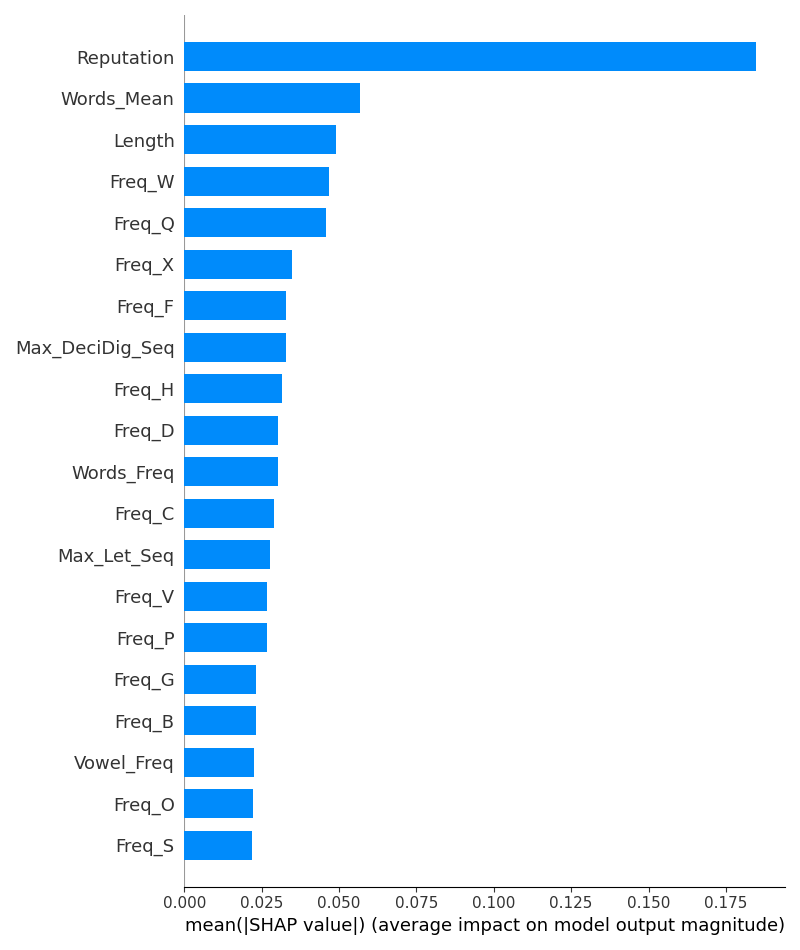 Reputation
Words_Mean
Length
Freq_W
Freq_Q
Freq_X
Freq_F
Max_DeciDig_Seq
Freq_H
Freq_D
Words_Freq
Freq_C
Max_Let_Seq
Freq_V
Freq_P
Freq_G
Freq_B
Vowel_Freq
Freq_O
Freq_S
0.000 0.025 0.050 0.075 0.100 0.125 0.150 0.175
mean(|SHAP value|) (average impact on model output magnitude)